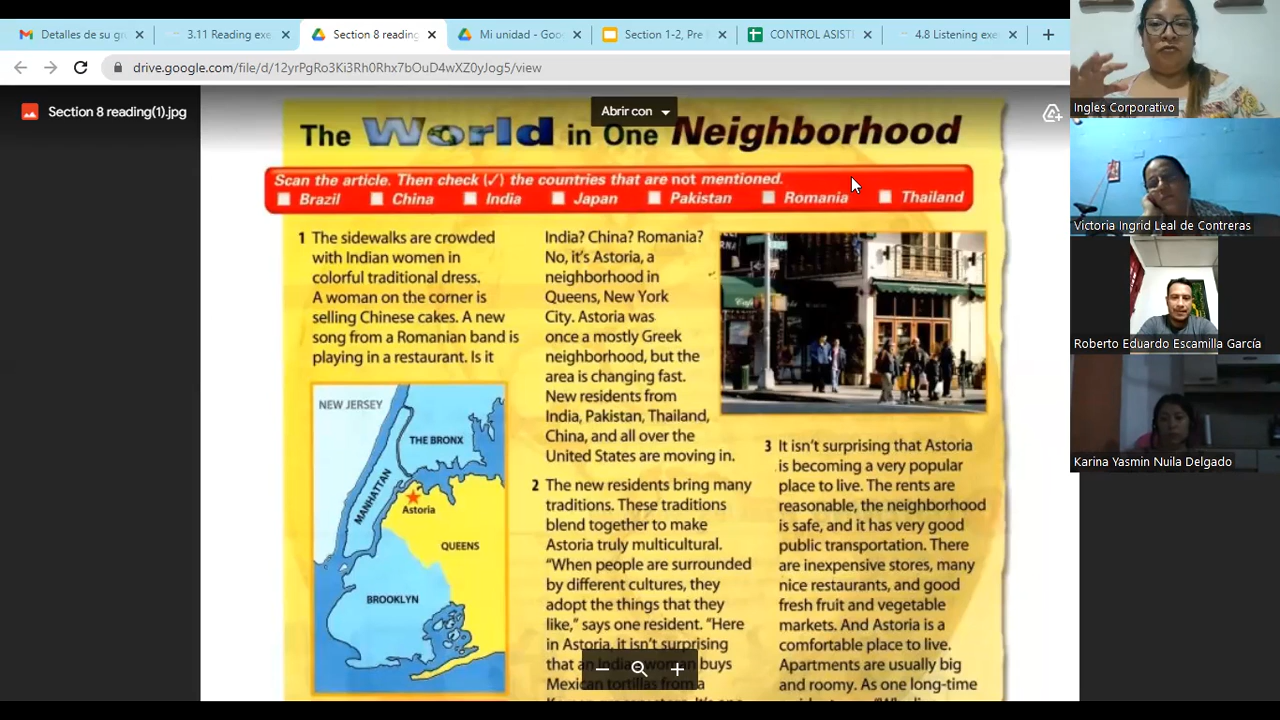 Detalles de su gr
3.11 Reading exe
Section 8 reading
Mi unidad - Goo
Section 1-2, Pre I
CONTROL ASIST
4.8 Listening exe
drive.google.com/file/d/12yrPgRo3Ki3Rh0Rhx7bOuD4wXZ0yJog5/view
Section 8 reading(1).jpg
Abrir con
The World in One Neighborhood
Scan the article. Then check (✓) the countries that are not mentioned.
Brazil China India Japan Pakistan Romania Thailand
1 The sidewalks are crowded
with Indian women in
colorful traditional dress.
A woman on the corner is
selling Chinese cakes. A new
song from a Romanian band is
playing in a restaurant. Is it
India? China? Romania?
No, it's Astoria, a
neighborhood in
Queens, New York
City. Astoria was
once a mostly Greek
neighborhood, but the
area is changing fast.
New residents from
India, Pakistan, Thailand,
China, and all over the
United States are moving in.
2 The new residents bring many
traditions. These traditions
blend together to make
Astoria truly multicultural.
"When people are surrounded
by different cultures, they
adopt the things that they
like," says one resident. "Here
in Astoria, it isn't surprising
that an Indian woman buys
Mexican tortillas from a
3 It isn't surprising that Astoria
is becoming a very popular
place to live. The rents are
reasonable, the neighborhood
is safe, and it has very good
public transportation. There
are inexpensive stores, many
nice restaurants, and good
fresh fruit and vegetable
markets. And Astoria is a
comfortable place to live.
Apartments are usually big
and roomy. As one long-time
NEW JERSEY
THE BRONX
MANHATTAN
Astoria
QUEENS
BROOKLYN
Ingles Corporativo
Victoria Ingrid Leal de Contreras
Roberto Eduardo Escamilla García
Karina Yasmin Nuila Delgado